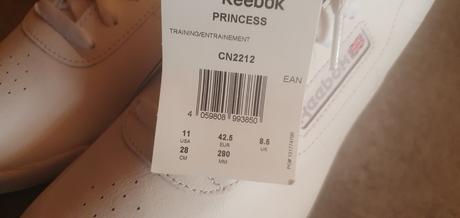 Reebok
PRINCESS
TRAINING/ENTRAINEMENT
CN2212
EAN
4 059808 993850
11 42.5 8.5
USA EUR UK
28 280
CM MM
Reebok